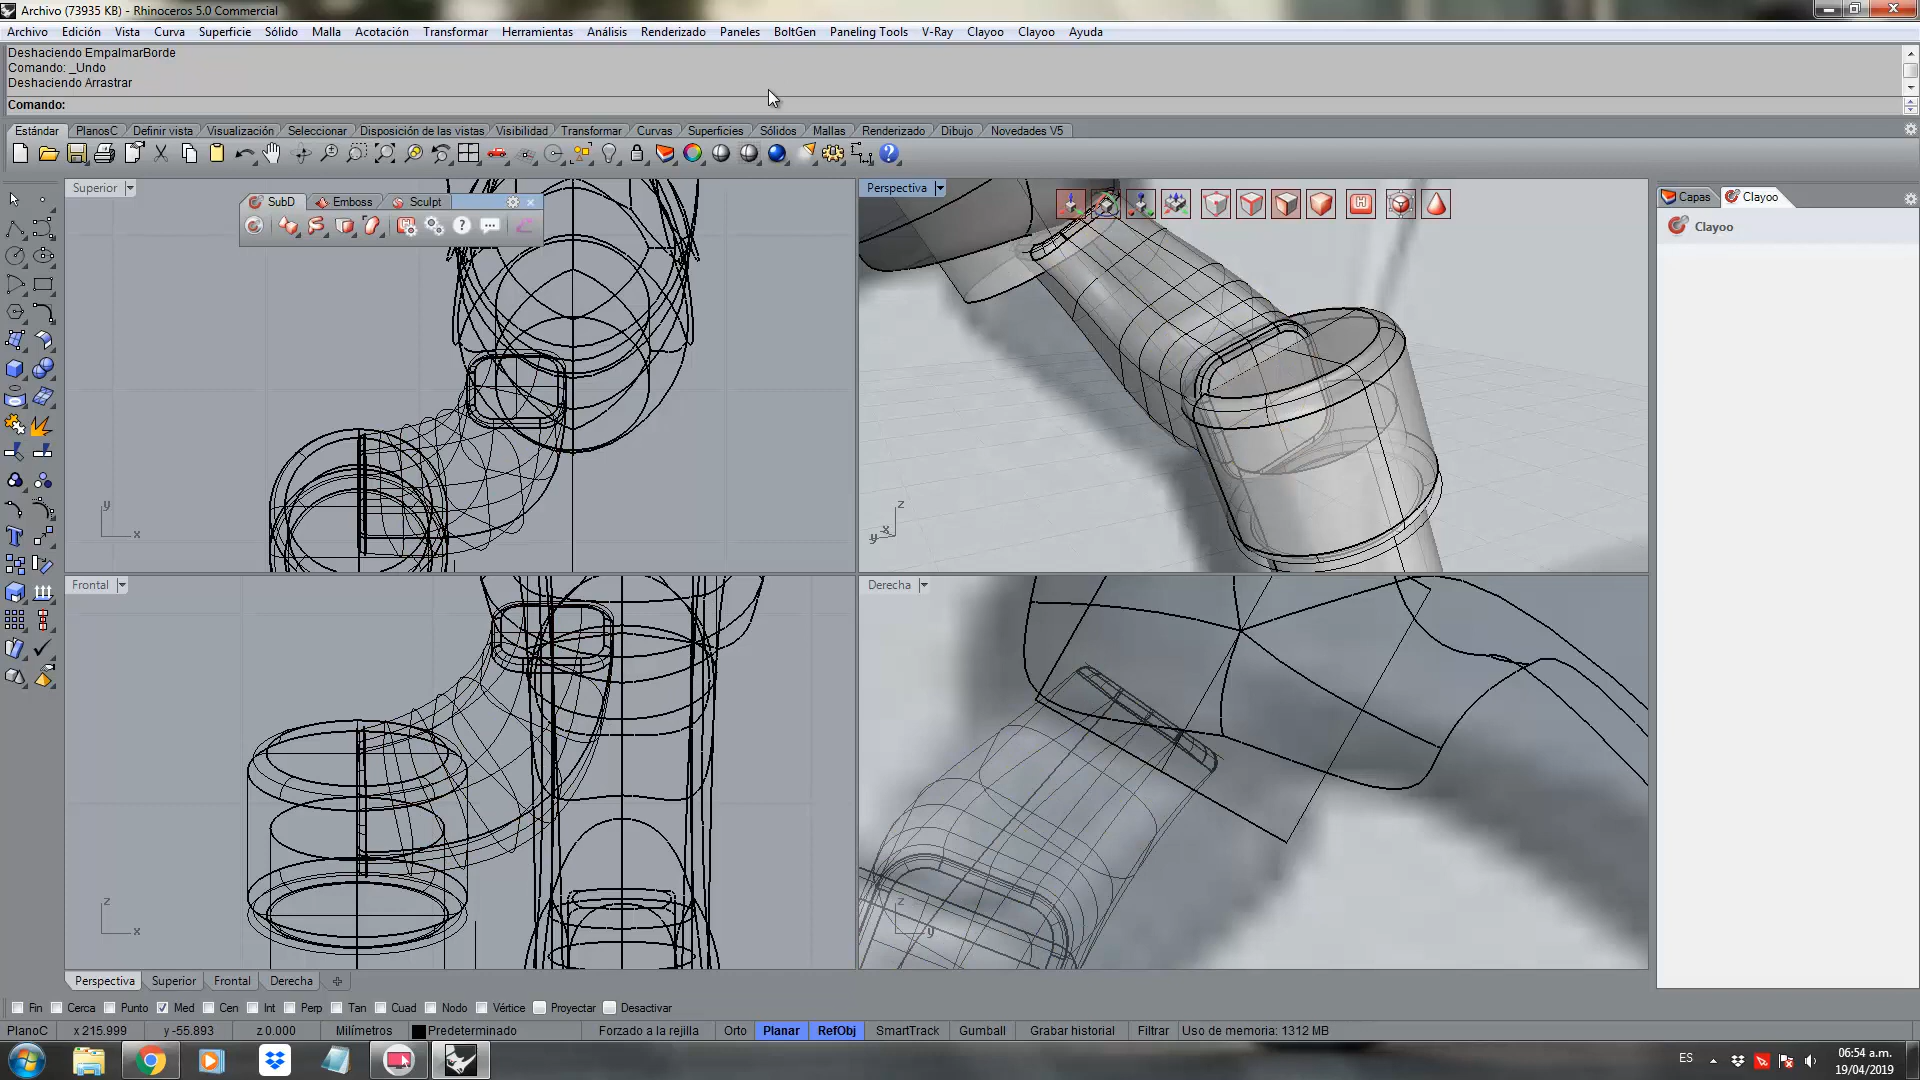 Archivo (73935 KB) - Rhinoceros 5.0 Commercial
Archivo Edición Vista Curva Superficie Sólido Malla Acotación Transformar Herramientas Análisis Renderizado Paneles BoltGen Paneling Tools V-Ray Clayoo Clayoo Ayuda
Deshaciendo EmpalmarBorde
Comando: _Undo
Deshaciendo Arrastrar
Comando:
Estándar PlanosC Definir vista Visualización Seleccionar Disposición de las vistas Visibilidad Transformar Curvas Superficies Sólidos Mallas Renderizado Dibujo Novedades V5
Superior
SubD Emboss Sculpt
Perspectiva
Capas Clayoo
Clayoo
y x
z x y
Frontal
Derecha
z x
z y
Perspectiva Superior Frontal Derecha
Fin Cerca Punto Med Cen Int Perp Tan Cuad Nodo Vértice Proyectar Desactivar
PlanoC x 215.999 y -55.893 z 0.000 Milímetros Predeterminado Forzado a la rejilla Orto Planar RefObj SmartTrack Gumball Grabar historial Filtrar Uso de memoria: 1312 MB
ES
06:54 a.m.
19/04/2019